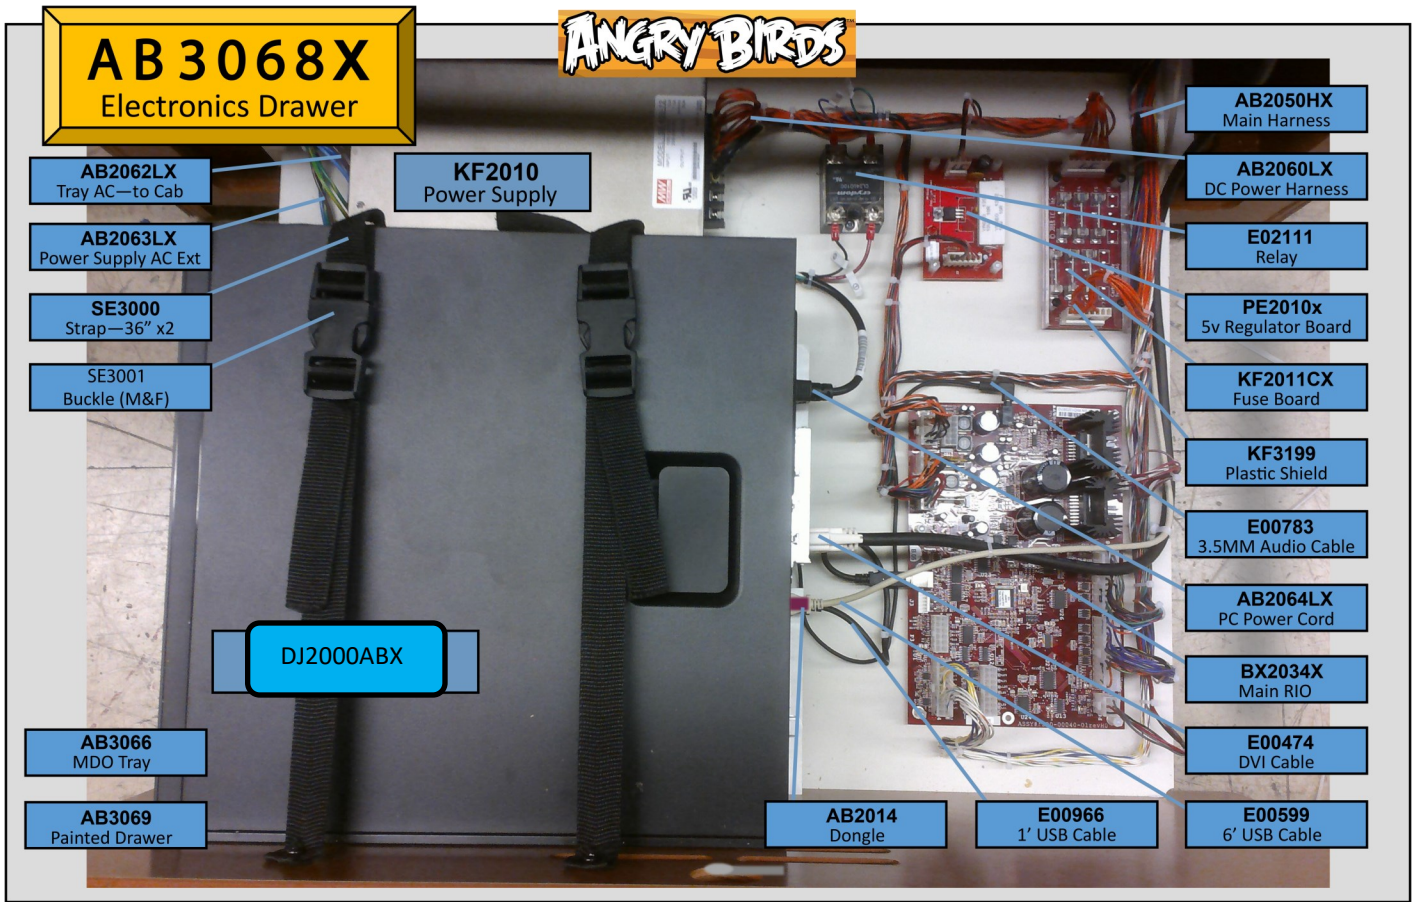 AB3068X
Electronics Drawer
ANGRY BIRDS
AB2062LX
Tray AC—to Cab
AB2063LX
Power Supply AC Ext
SE3000
Strap—36” x2
SE3001
Buckle (M&F)
KF2010
Power Supply
DJ2000ABX
AB3066
MDO Tray
AB3069
Painted Drawer
AB2050HX
Main Harness
AB2060LX
DC Power Harness
E02111
Relay
PE2010x
5v Regulator Board
KF2011CX
Fuse Board
KF3199
Plastic Shield
E00783
3.5MM Audio Cable
AB2064LX
PC Power Cord
BX2034X
Main RIO
E00474
DVI Cable
AB2014
Dongle
E00966
1’ USB Cable
E00599
6’ USB Cable